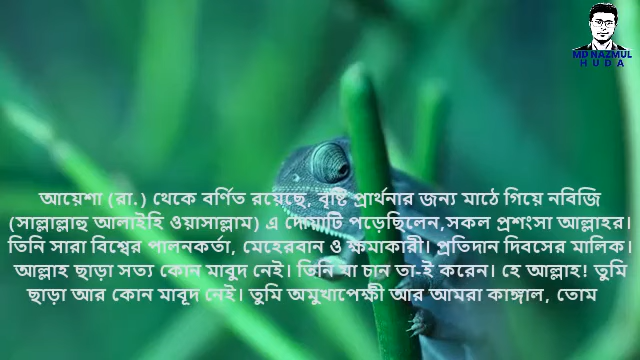 MD NAZMUL
HUDA
আয়েশা (রা.) থেকে বর্ণিত রয়েছে, বৃষ্টি প্রার্থনার জন্য মাঠে গিয়ে নবিজি
(সাল্লাল্লাহু আলাইহি ওয়াসাল্লাম) এ দোয়াটি পড়েছিলেন,সকল প্রশংসা আল্লাহর।
তিনি সারা বিশ্বের পালনকর্তা, মেহেরবান ও ক্ষমাকারী। প্রতিদান দিবসের মালিক।
আল্লাহ ছাড়া সত্য কোন মাবুদ নেই। তিনি যা চান তা-ই করেন। হে আল্লাহ! তুমি
ছাড়া আর কোন মাবূদ নেই। তুমি অমুখাপেক্ষী আর আমরা কাঙ্গাল, তোম